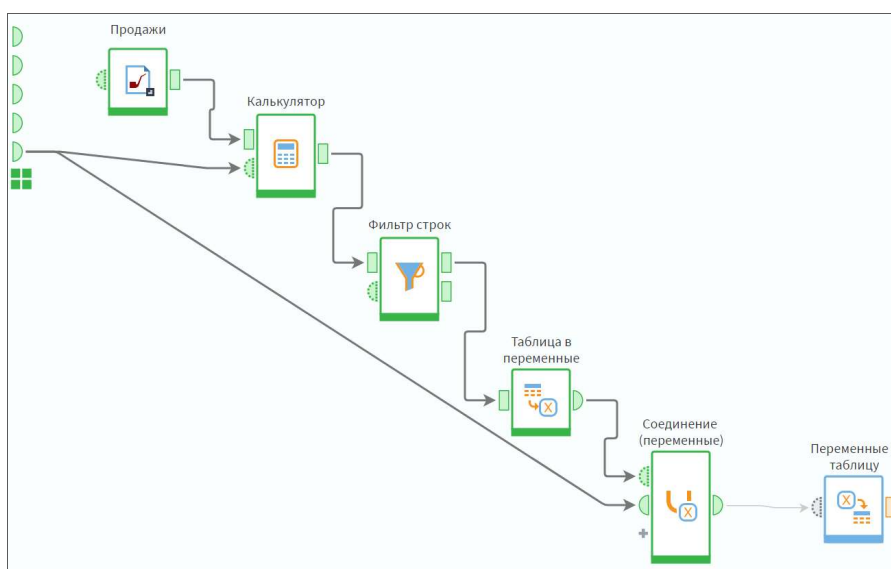 Продажи
Калькулятор
Фильтр строк
Таблица в
переменные
Соединение
(переменные)
Переменные
таблицу